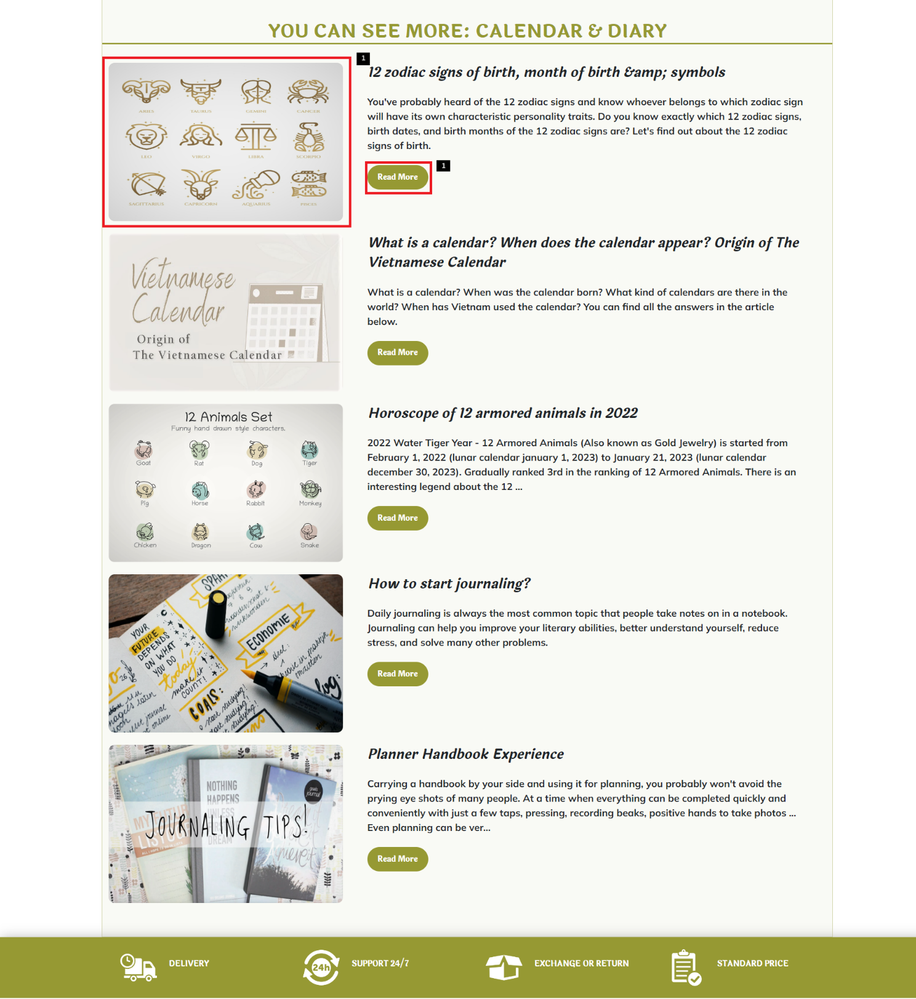 YOU CAN SEE MORE: CALENDAR & DIARY
1
ARIES TAURUS GEMINI CANCER
LEO VIRGO LIBRA SCORPIO
SAGITTARIUS CAPRICORN AQUARIUS PISCES
12 zodiac signs of birth, month of birth &amp; symbols
You've probably heard of the 12 zodiac signs and know whoever belongs to which zodiac sign
will have its own characteristic personality traits. Do you know exactly which 12 zodiac signs,
birth dates, and birth months of the 12 zodiac signs are? Let's find out about the 12 zodiac
signs of birth.
Read More
1
Vietnamese
Calendar
Origin of
The Vietnamese Calendar
What is a calendar? When does the calendar appear? Origin of The
Vietnamese Calendar
What is a calendar? When was the calendar born? What kind of calendars are there in the
world? When has Vietnam used the calendar? You can find all the answers in the article
below.
Read More
12 Animals Set
Funny hand drawn style characters.
Goat Rat Dog Tiger
Pig Horse Rabbit Monkey
Chicken Dragon Cow Snake
Horoscope of 12 armored animals in 2022
2022 Water Tiger Year - 12 Armored Animals (Also known as Gold Jewelry) is started from
February 1, 2022 (lunar calendar january 1, 2023) to January 21, 2023 (lunar calendar
december 30, 2023). Gradually ranked 3rd in the ranking of 12 Armored Animals. There is an
interesting legend about the 12 ...
Read More
YOUR
FUTURE
DEPENDS
ON WHAT
YOU DO
today
make it
COUNT!
ECONOMIE
GOALS:
start studying!
start studying!
start studying!
How to start journaling?
Daily journaling is always the most common topic that people take notes on in a notebook.
Journaling can help you improve your literary abilities, better understand yourself, reduce
stress, and solve many other problems.
Read More
NOTHING
HAPPENS
UNLESS
DREAM
goals
journal
JOURNALING TIPS!
Planner Handbook Experience
Carrying a handbook by your side and using it for planning, you probably won't avoid the
prying eye shots of many people. At a time when everything can be completed quickly and
conveniently with just a few taps, pressing, recording beaks, positive hands to take photos ...
Even planning can be ver...
Read More
DELIVERY
24h
SUPPORT 24/7
EXCHANGE OR RETURN
STANDARD PRICE